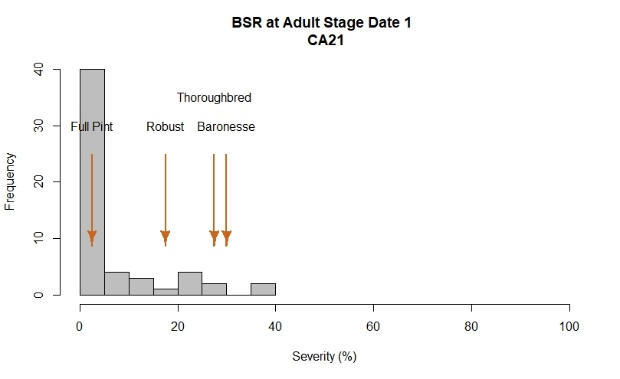 BSR at Adult Stage Date 1
CA21
Thoroughbred
Full Pint Robust Baronesse
Frequency
0 10 20 30 40
0 20 40 60 80 100
Severity (%)